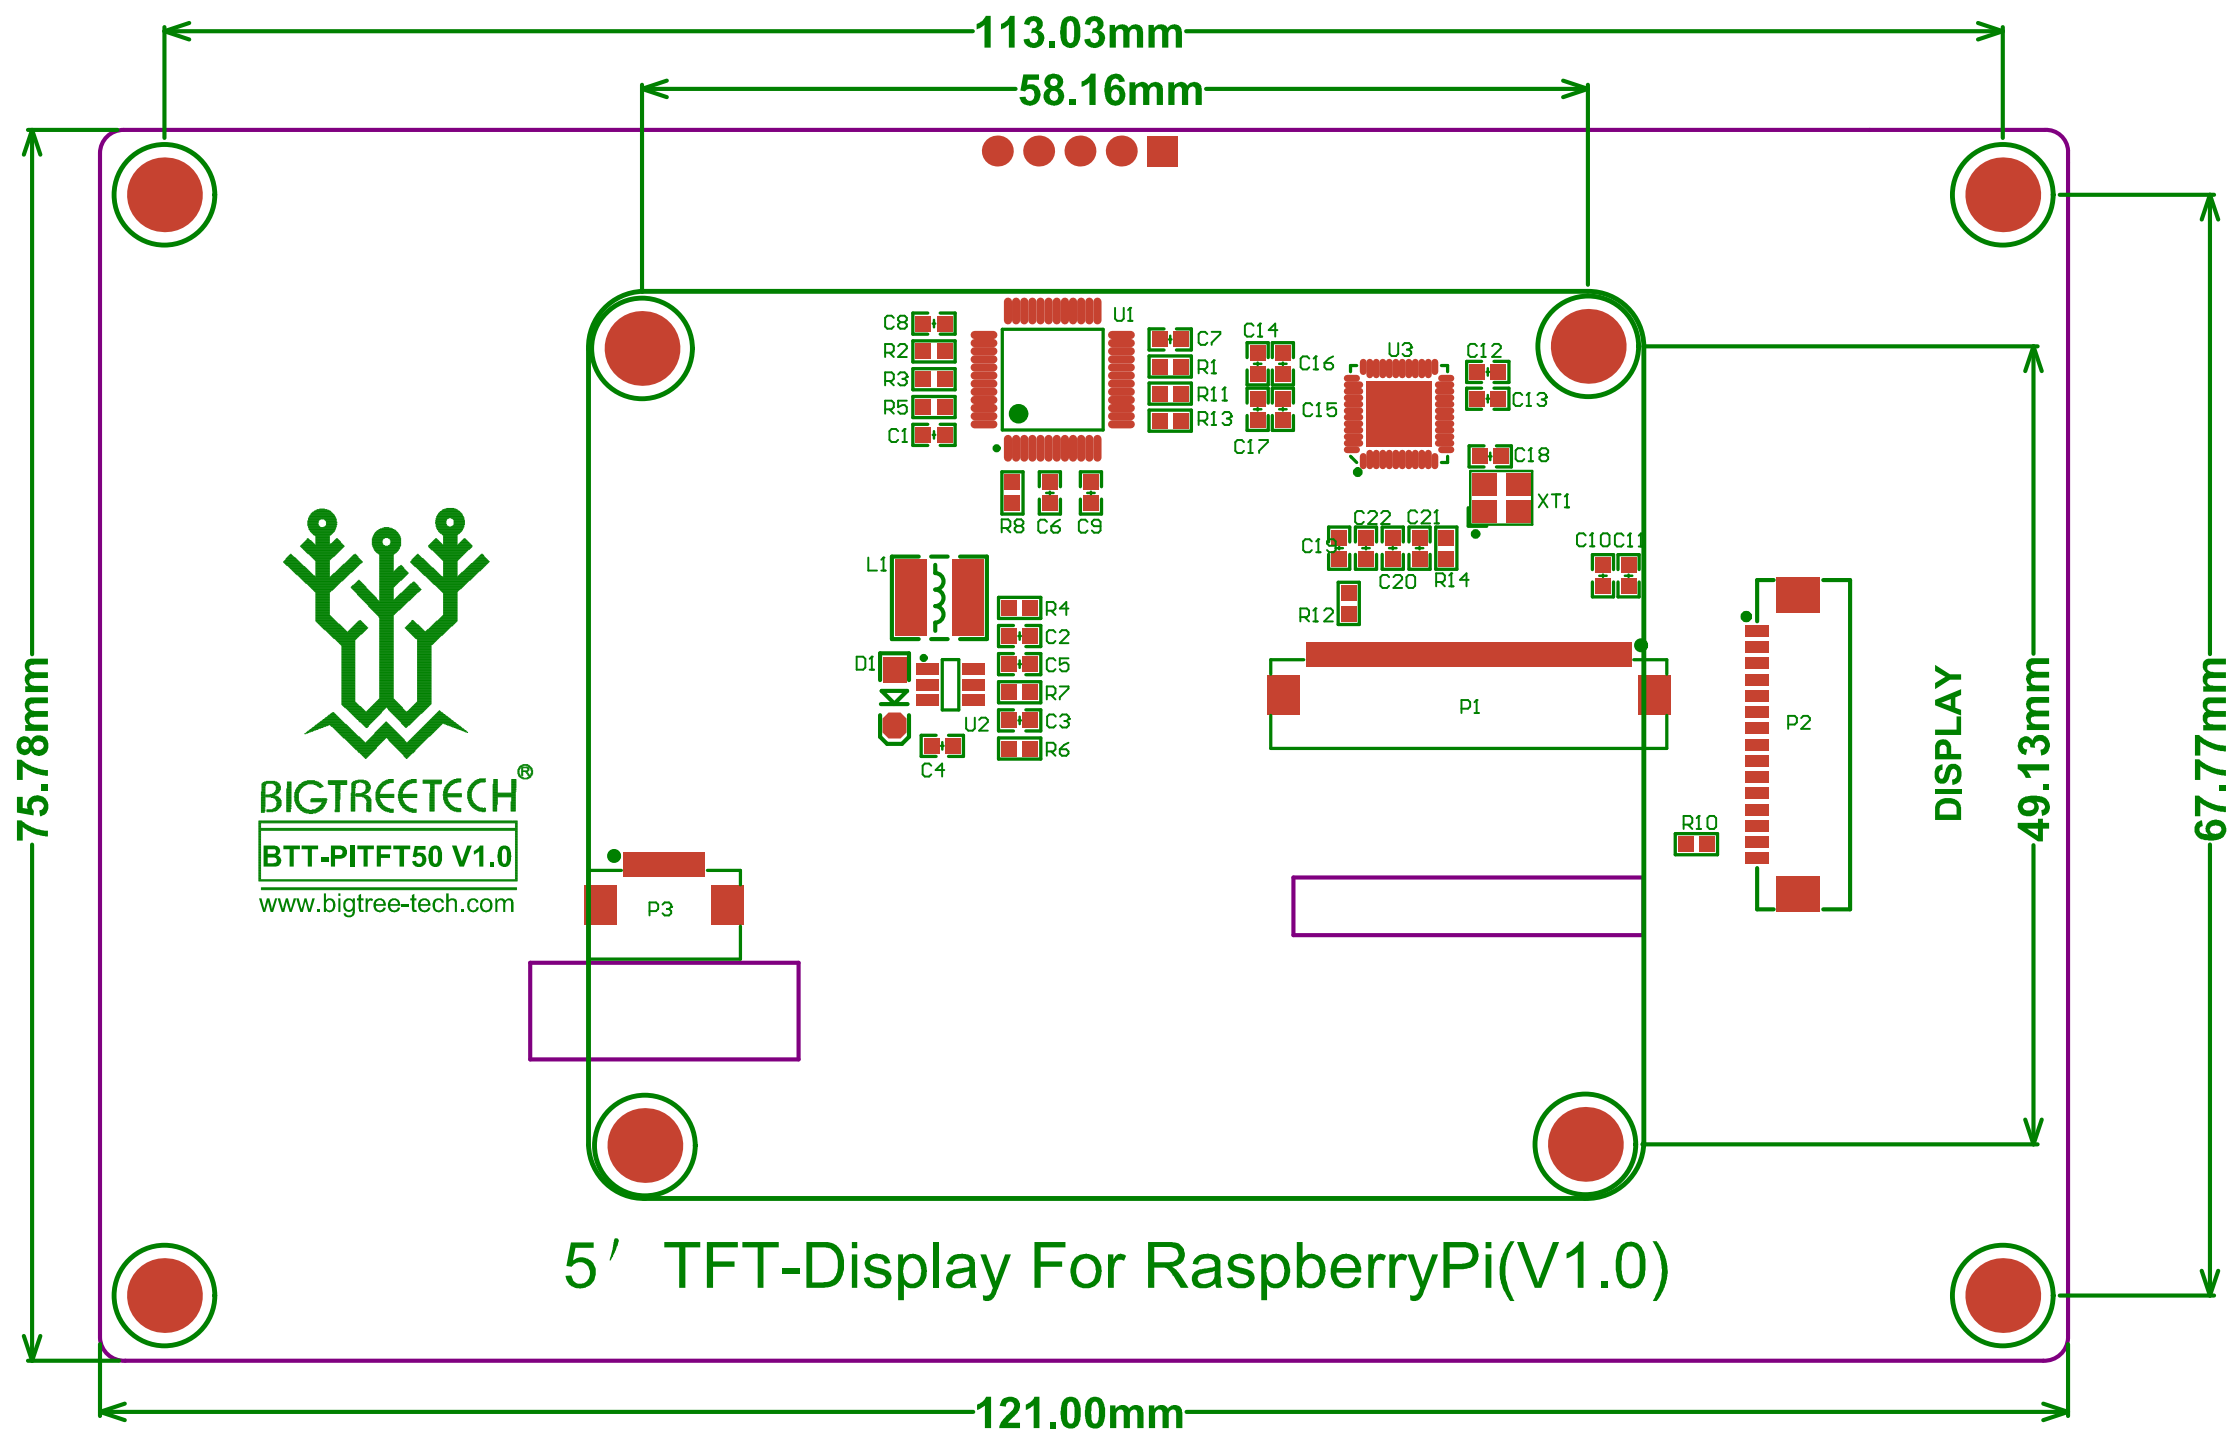 113.03mm
58.16mm
U1
C8
R2
R3
R5
C1
C7
R1
R11
R13
C14
C16
C15
C17
U3
C12
C13
C18
XT1
R8
C6
C9
C22
C21
C19
C20
R14
C10
C11
R12
L1
R4
C2
C5
R7
C3
R6
D1
U2
C4
P1
P2
R10
DISPLAY
49.13mm
67.77mm
75.78mm
BIGTREETECH®
BTT-PITFT50 V1.0
www.bigtree-tech.com
P3
5' TFT-Display For RaspberryPi(V1.0)
121.00mm